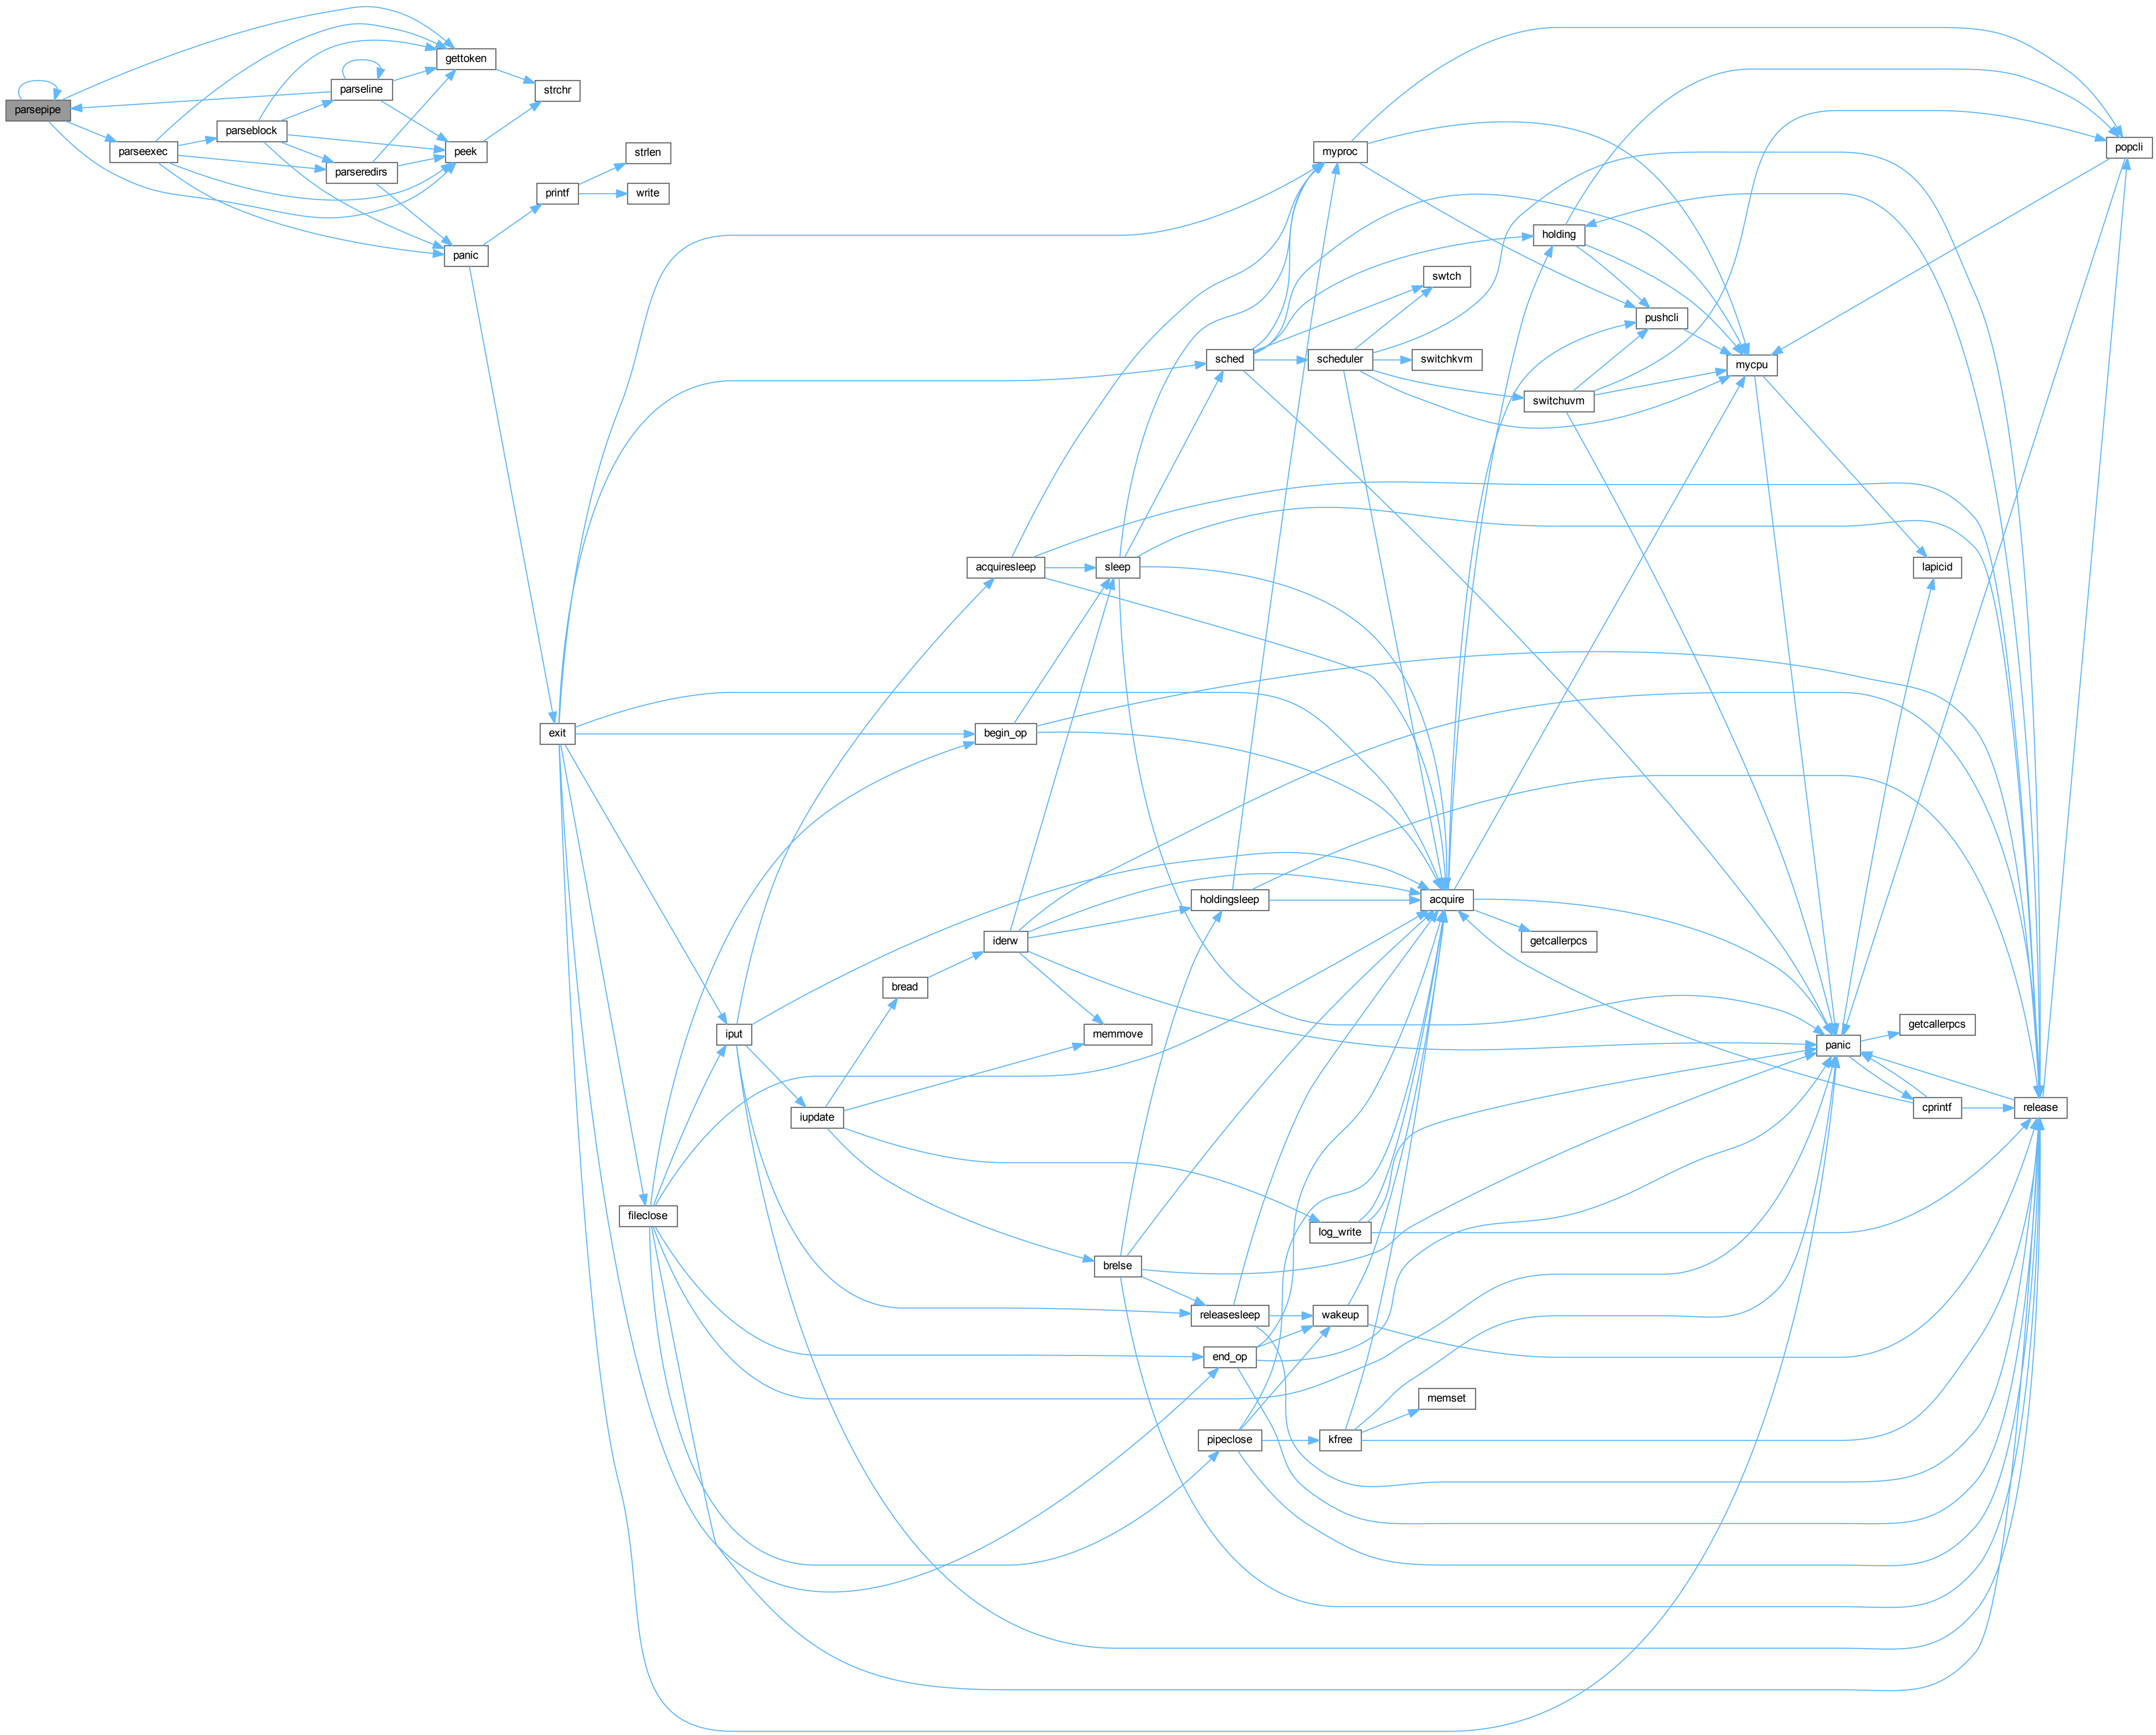 gettoken
parseline
strchr
parsepipe
parseblock
popcli
parseexec
peek
myproc
strlen
parseredirs
printf
write
holding
panic
swtch
pushcli
sched
scheduler
switchkvm
mycpu
switchuvm
acquiresleep
sleep
lapicid
exit
begin_op
holdingsleep
acquire
iderw
getcallerpcs
bread
getcallerpcs
iput
memmove
panic
iupdate
cprintf
release
fileclose
log_write
brelse
releasesleep
wakeup
end_op
memset
pipeclose
kfree